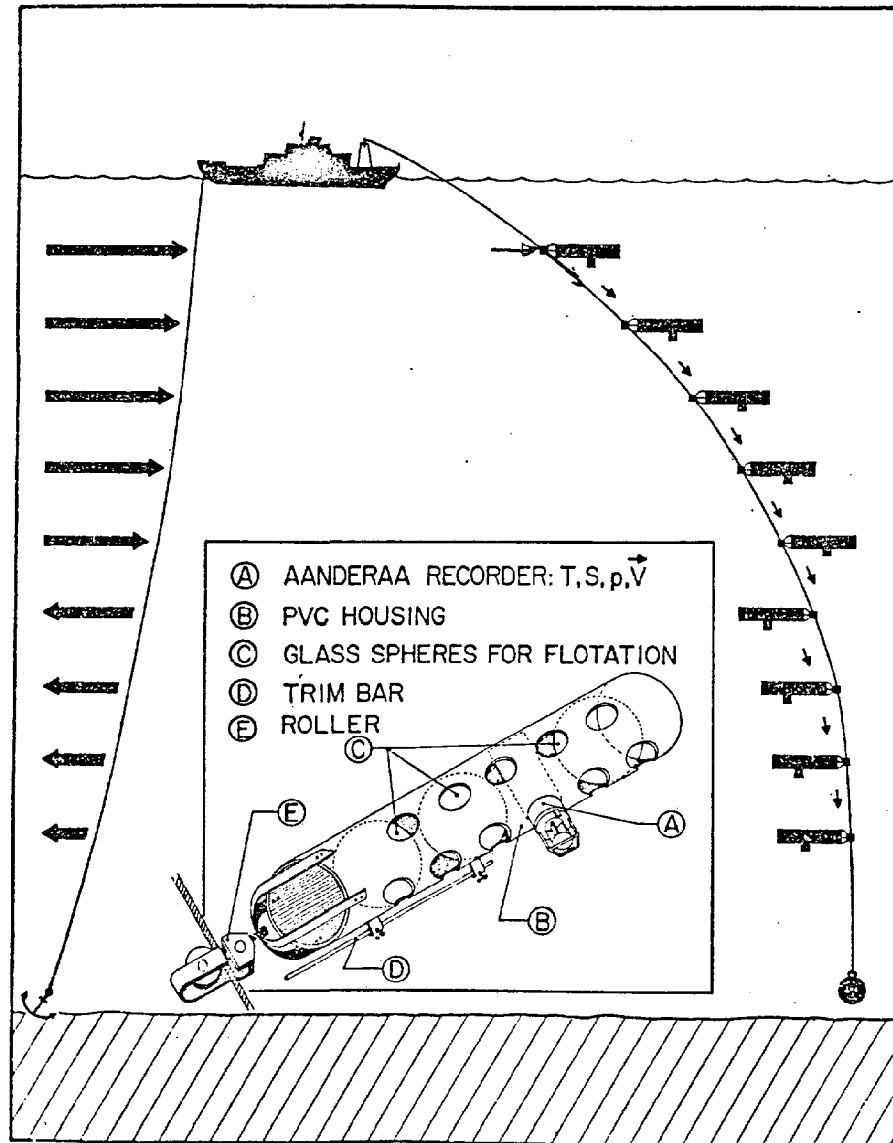 Ⓐ AANDERAA RECORDER: T, S, p, V⃗
Ⓑ PVC HOUSING
Ⓒ GLASS SPHERES FOR FLOTATION
Ⓓ TRIM BAR
Ⓔ ROLLER
Ⓒ
Ⓔ
Ⓐ
Ⓑ
Ⓓ